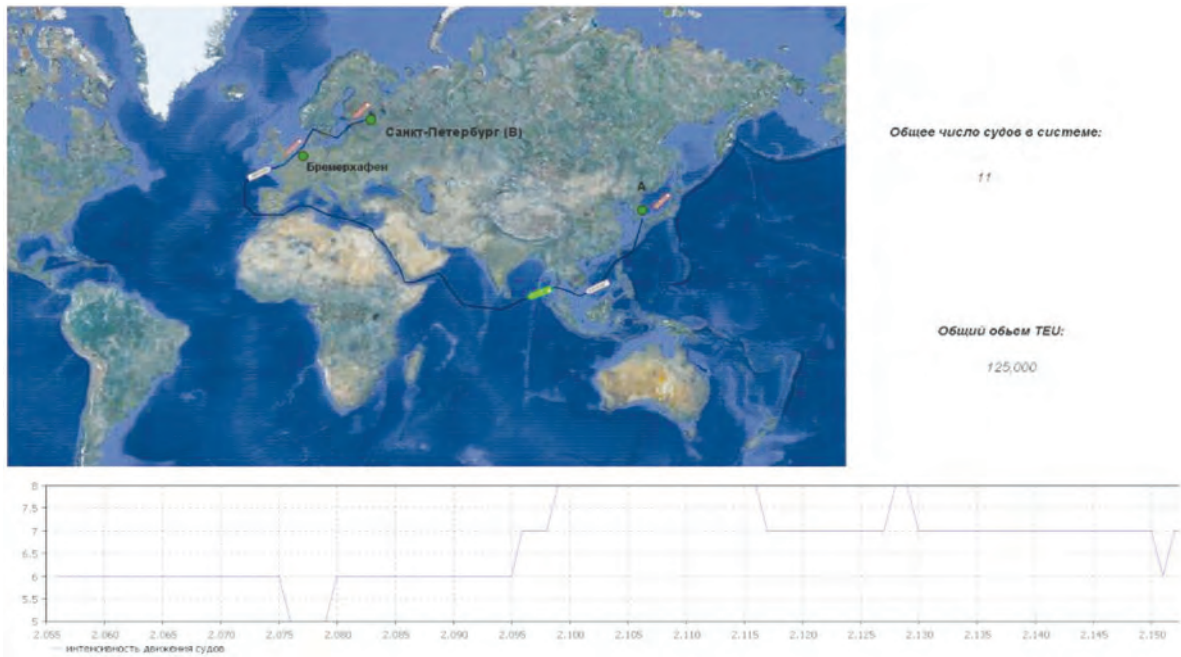 Санкт-Петербург (В)
Бремерхафен
А
Общее число судов в системе:
11
Общий объем TEU:
125,000
8
7.5
7
6.5
6
5.5
5
2.055 2.060 2.065 2.070 2.075 2.080 2.085 2.090 2.095 2.100 2.105 2.110 2.115 2.120 2.125 2.130 2.135 2.140 2.145 2.150
интенсивность движения судов